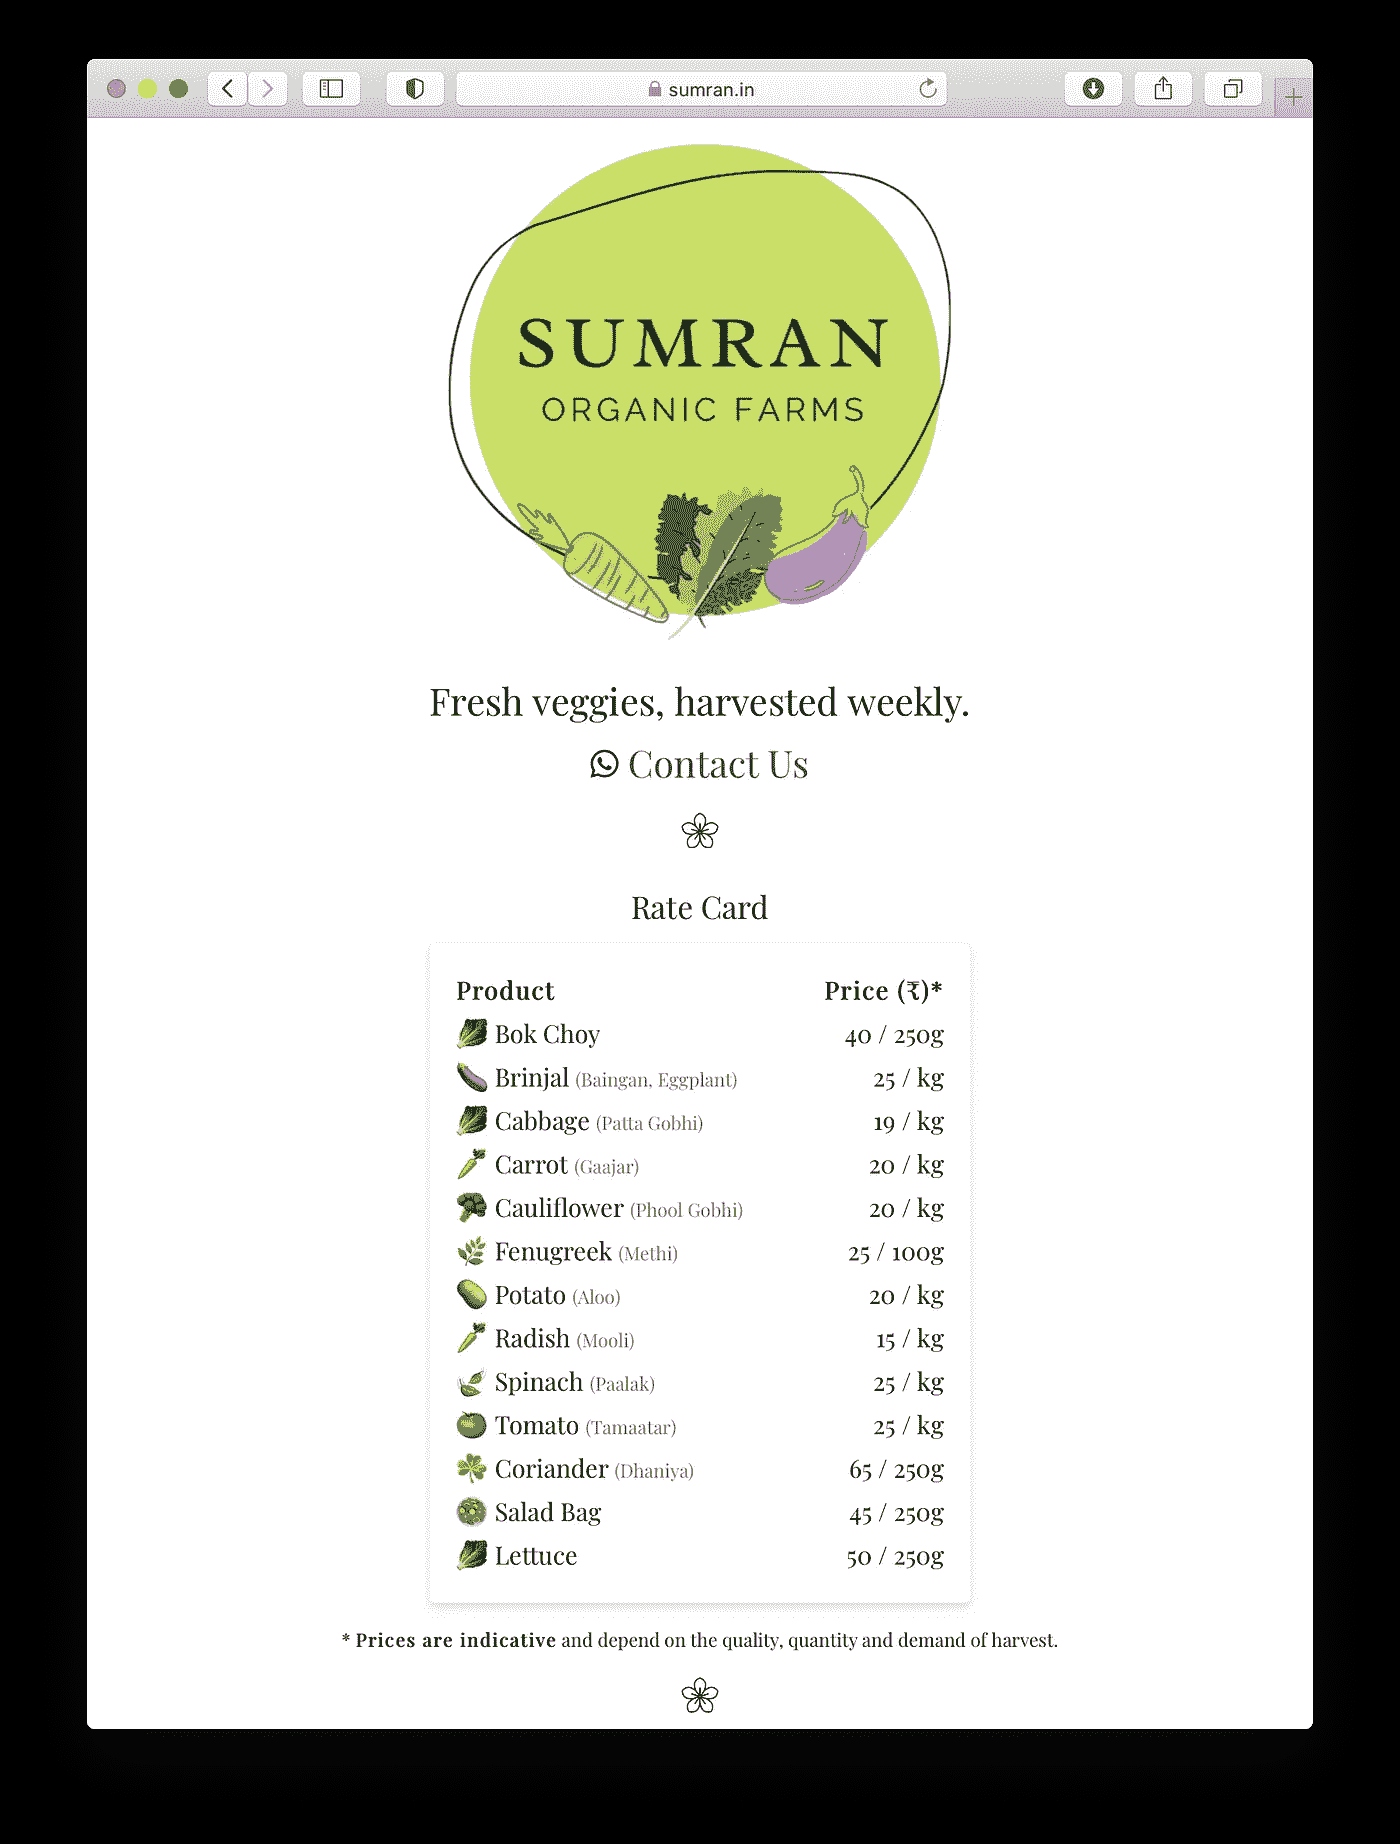 sumran.in
SUMRAN
ORGANIC FARMS
Fresh veggies, harvested weekly.
Contact Us
Rate Card
Product Price (₹)*
Bok Choy 40 / 250g
Brinjal (Baingan, Eggplant) 25 / kg
Cabbage (Patta Gobhi) 19 / kg
Carrot (Gaajar) 20 / kg
Cauliflower (Phool Gobhi) 20 / kg
Fenugreek (Methi) 25 / 100g
Potato (Aloo) 20 / kg
Radish (Mooli) 15 / kg
Spinach (Paalak) 25 / kg
Tomato (Tamaatar) 25 / kg
Coriander (Dhaniya) 65 / 250g
Salad Bag 45 / 250g
Lettuce 50 / 250g
* Prices are indicative and depend on the quality, quantity and demand of harvest.